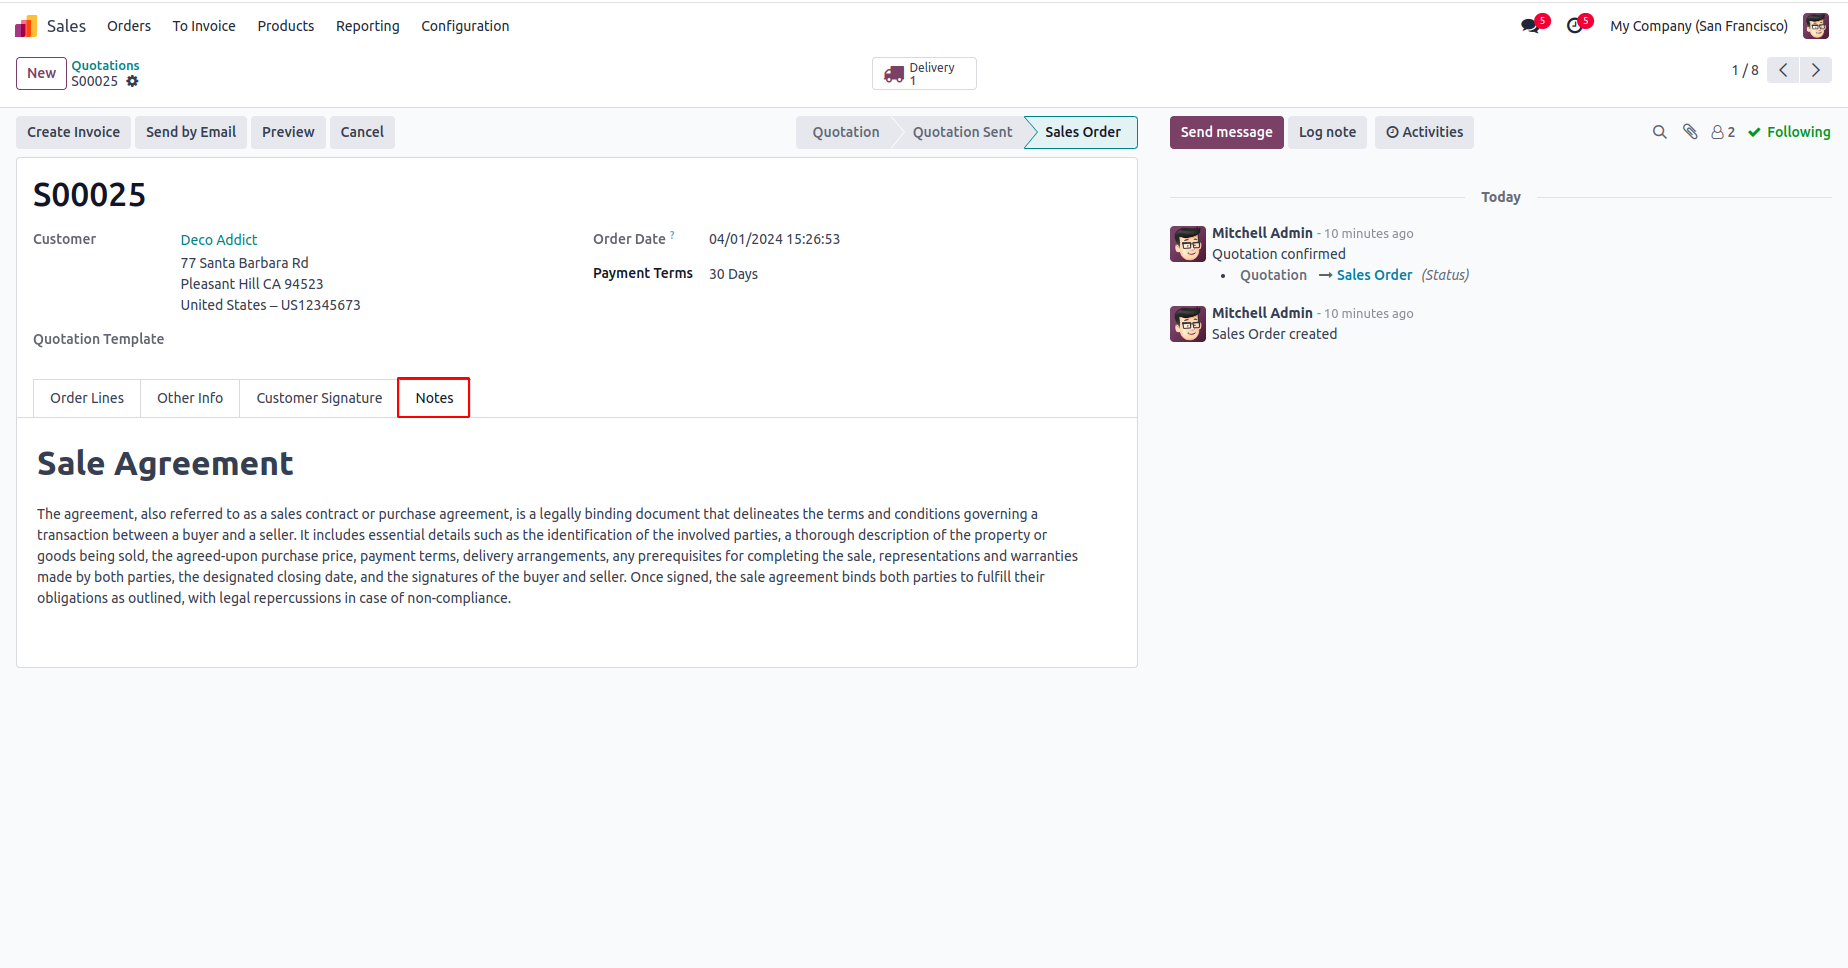 Sales Orders To Invoice Products Reporting Configuration 5 5 My Company (San Francisco)
New Quotations
S00025
Delivery
1
1 / 8
Create Invoice Send by Email Preview Cancel Quotation Quotation Sent Sales Order
Send message Log note Activities 2 Following
S00025
Customer Deco Addict
77 Santa Barbara Rd
Pleasant Hill CA 94523
United States – US12345673
Order Date ? 04/01/2024 15:26:53
Payment Terms 30 Days
Quotation Template
Order Lines Other Info Customer Signature Notes
Sale Agreement
The agreement, also referred to as a sales contract or purchase agreement, is a legally binding document that delineates the terms and conditions governing a
transaction between a buyer and a seller. It includes essential details such as the identification of the involved parties, a thorough description of the property or
goods being sold, the agreed-upon purchase price, payment terms, delivery arrangements, any prerequisites for completing the sale, representations and warranties
made by both parties, the designated closing date, and the signatures of the buyer and seller. Once signed, the sale agreement binds both parties to fulfill their
obligations as outlined, with legal repercussions in case of non-compliance.
Today
Mitchell Admin - 10 minutes ago
Quotation confirmed
• Quotation → Sales Order (Status)
Mitchell Admin - 10 minutes ago
Sales Order created